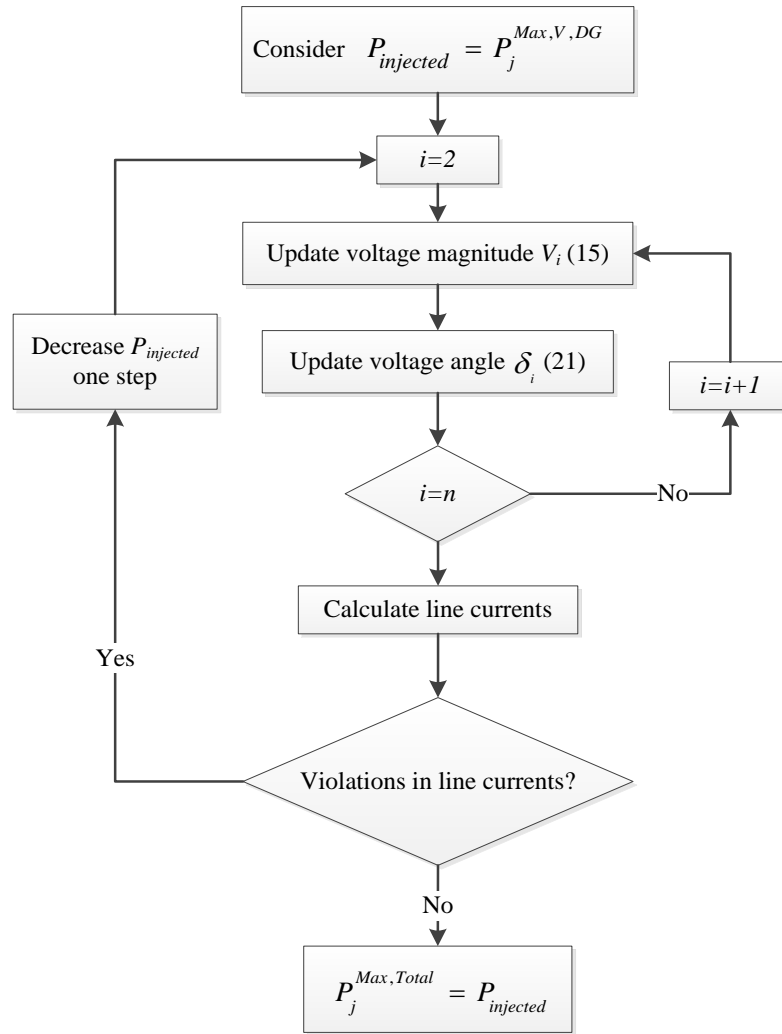 Consider P_injected = P_j^Max,V,DG
i=2
Update voltage magnitude V_i (15)
Decrease P_injected
one step
Update voltage angle δ_i (21)
i=i+1
i=n
No
Calculate line currents
Yes
Violations in line currents?
No
P_j^Max,Total = P_injected